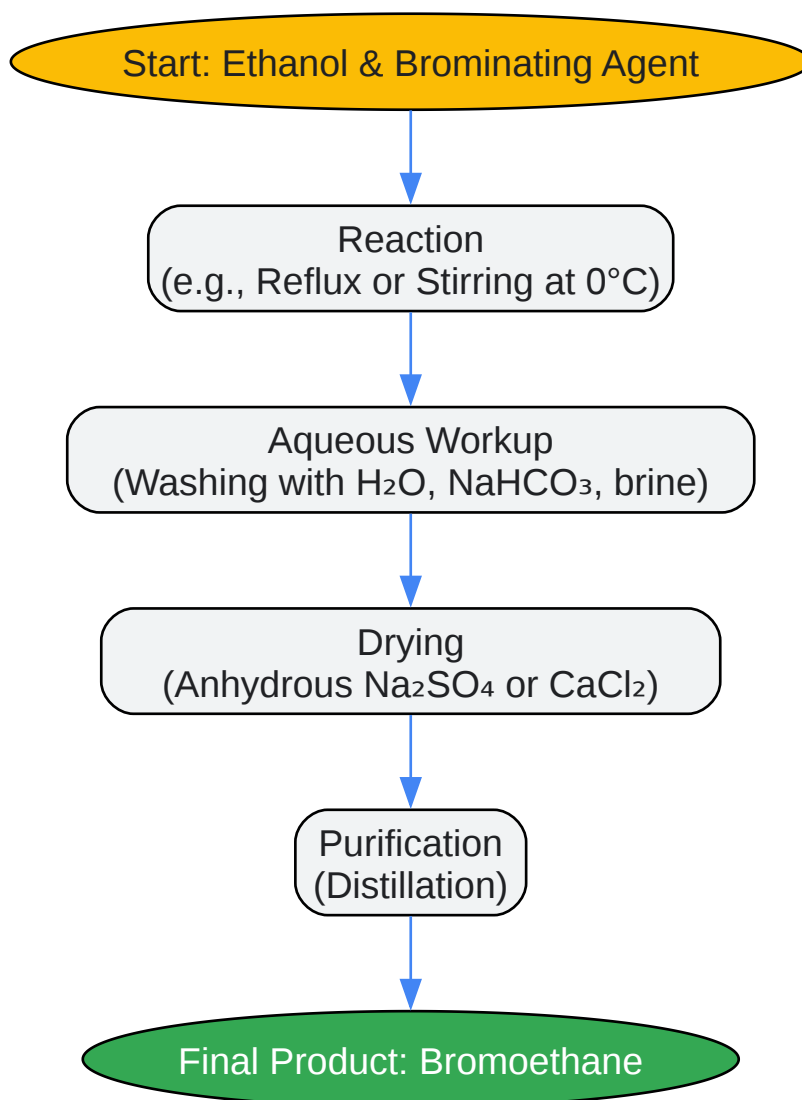 Start: Ethanol & Brominating Agent
Reaction
(e.g., Reflux or Stirring at 0°C)
Aqueous Workup
(Washing with H₂O, NaHCO₃, brine)
Drying
(Anhydrous Na₂SO₄ or CaCl₂)
Purification
(Distillation)
Final Product: Bromoethane